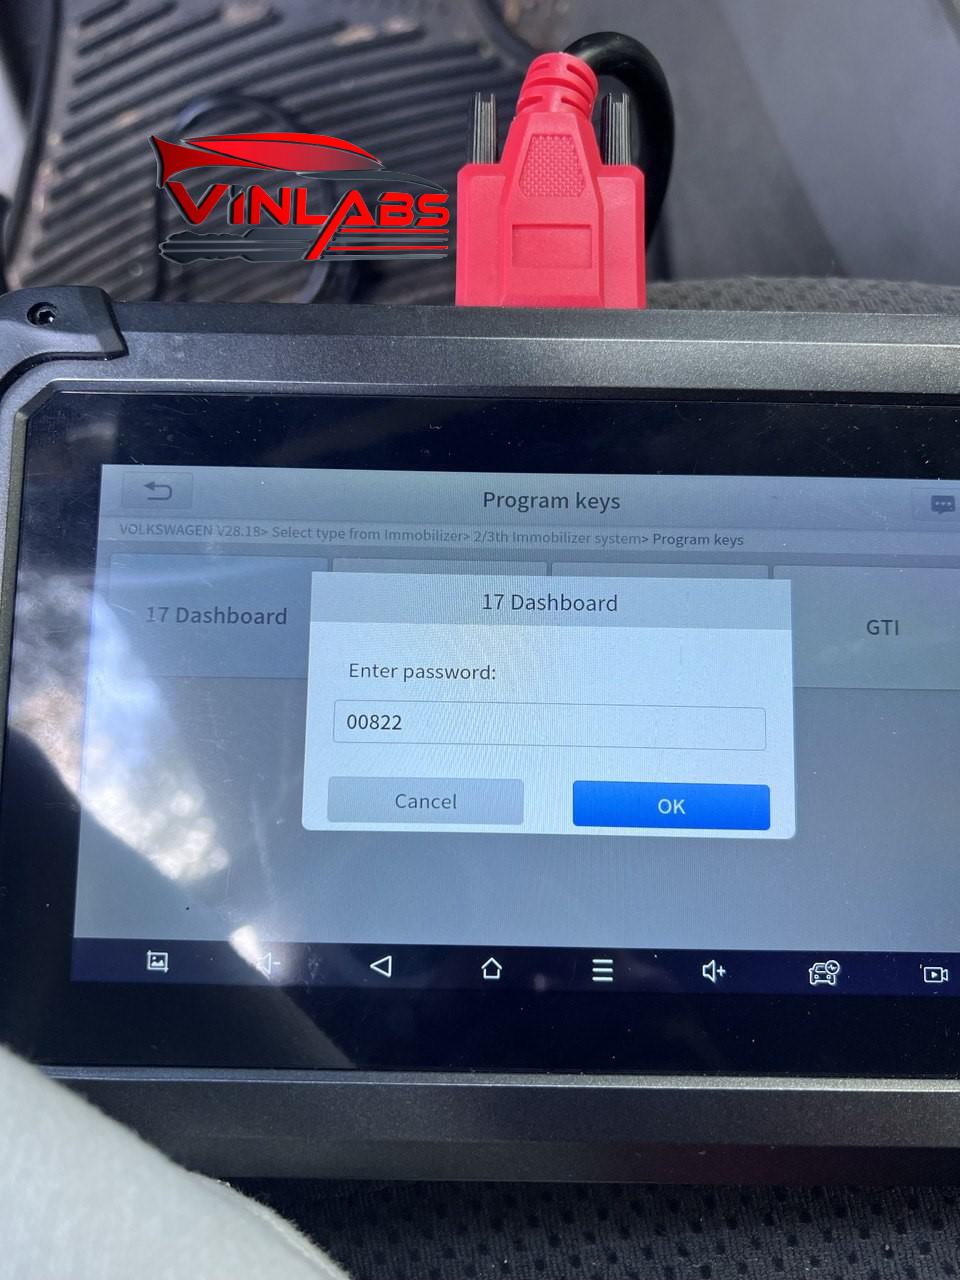 VINLABS
Program keys
VOLKSWAGEN V28.18> Select type from Immobilizer> 2/3th Immobilizer system> Program keys
17 Dashboard
GTI
17 Dashboard
Enter password:
00822
Cancel
OK